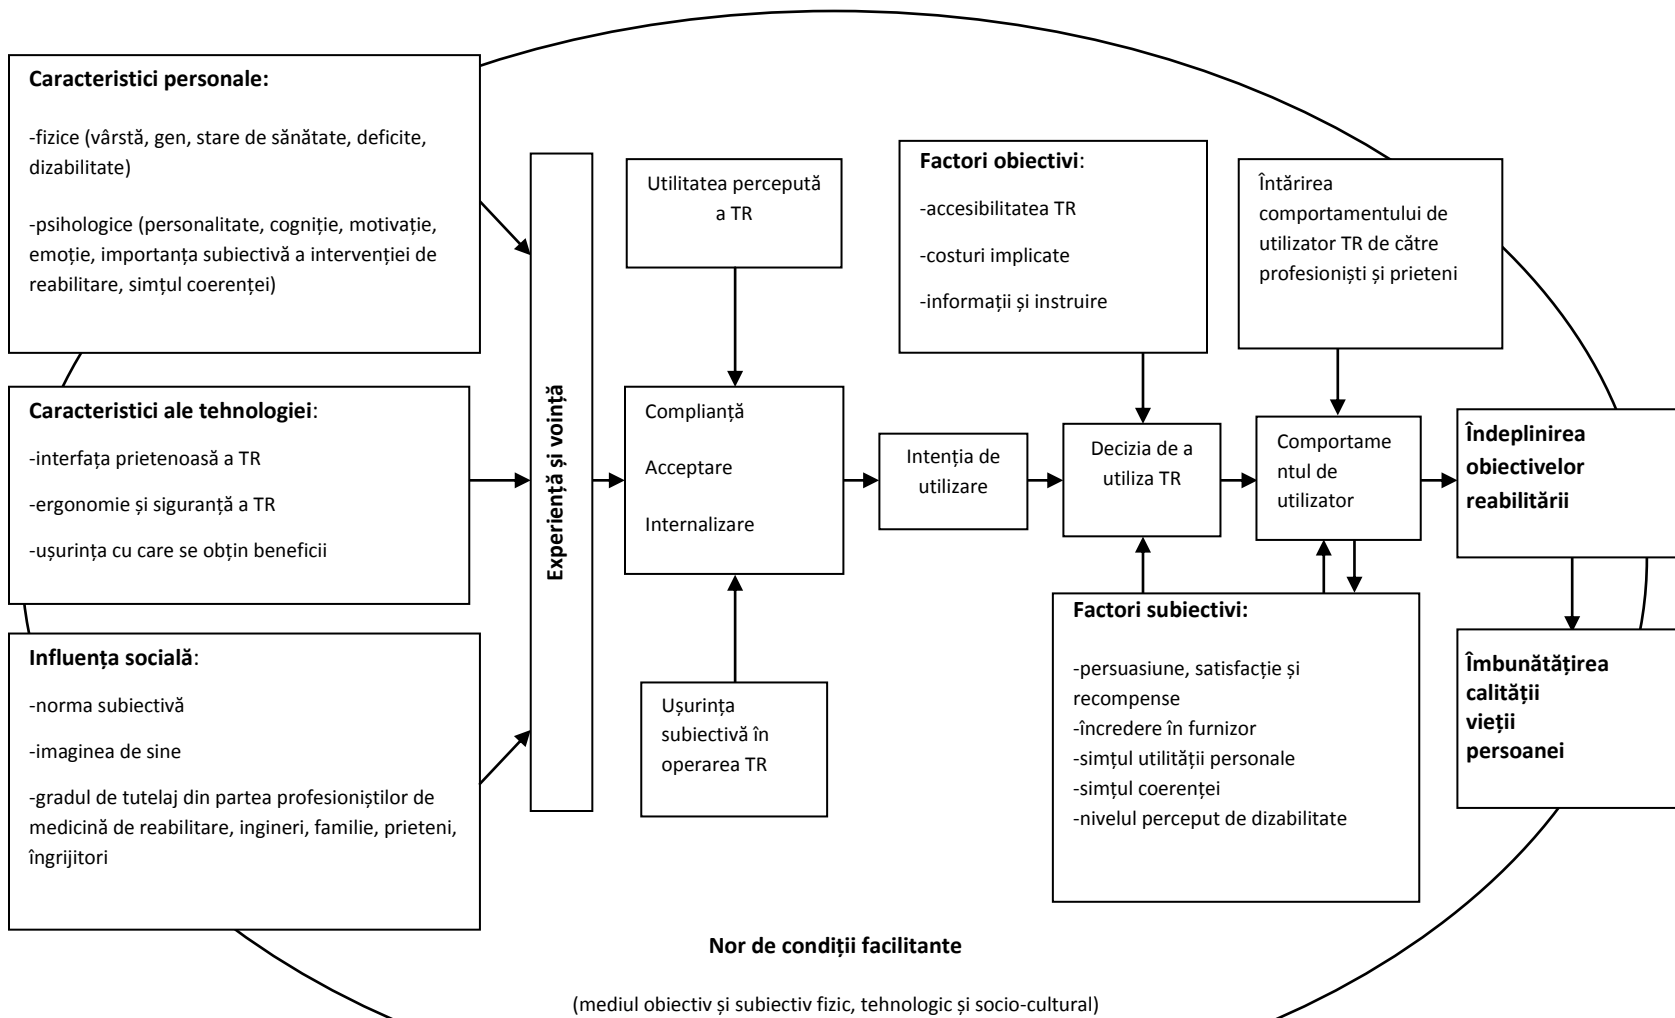 Caracteristici personale:
-fizice (vârstă, gen, stare de sănătate, deficite,
dizabilitate)
-psihologice (personalitate, cogniție, motivație,
emoție, importanța subiectivă a intervenției de
reabilitare, simțul coerenței)
Caracteristici ale tehnologiei:
-interfața prietenoasă a TR
-ergonomie și siguranță a TR
-ușurința cu care se obțin beneficii
Influența socială:
-norma subiectivă
-imaginea de sine
-gradul de tutelaj din partea profesioniștilor de
medicină de reabilitare, ingineri, familie, prieteni,
îngrijitori
Experiență și voință
Utilitatea percepută
a TR
Complianță
Acceptare
Internalizare
Ușurința
subiectivă în
operarea TR
Intenția de
utilizare
Factori obiectivi:
-accesibilitatea TR
-costuri implicate
-informații și instruire
Decizia de a
utiliza TR
Factori subiectivi:
-persuasiune, satisfacție și
recompense
-încredere în furnizor
-simțul utilității personale
-simțul coerenței
-nivelul perceput de dizabilitate
Întărirea
comportamentului de
utilizator TR de către
profesioniști și prieteni
Comportame
ntul de
utilizator
Îndeplinirea
obiectivelor
reabilitării
Îmbunătățirea
calității
vieții
persoanei
Nor de condiții facilitante
(mediul obiectiv și subiectiv fizic, tehnologic și socio-cultural)